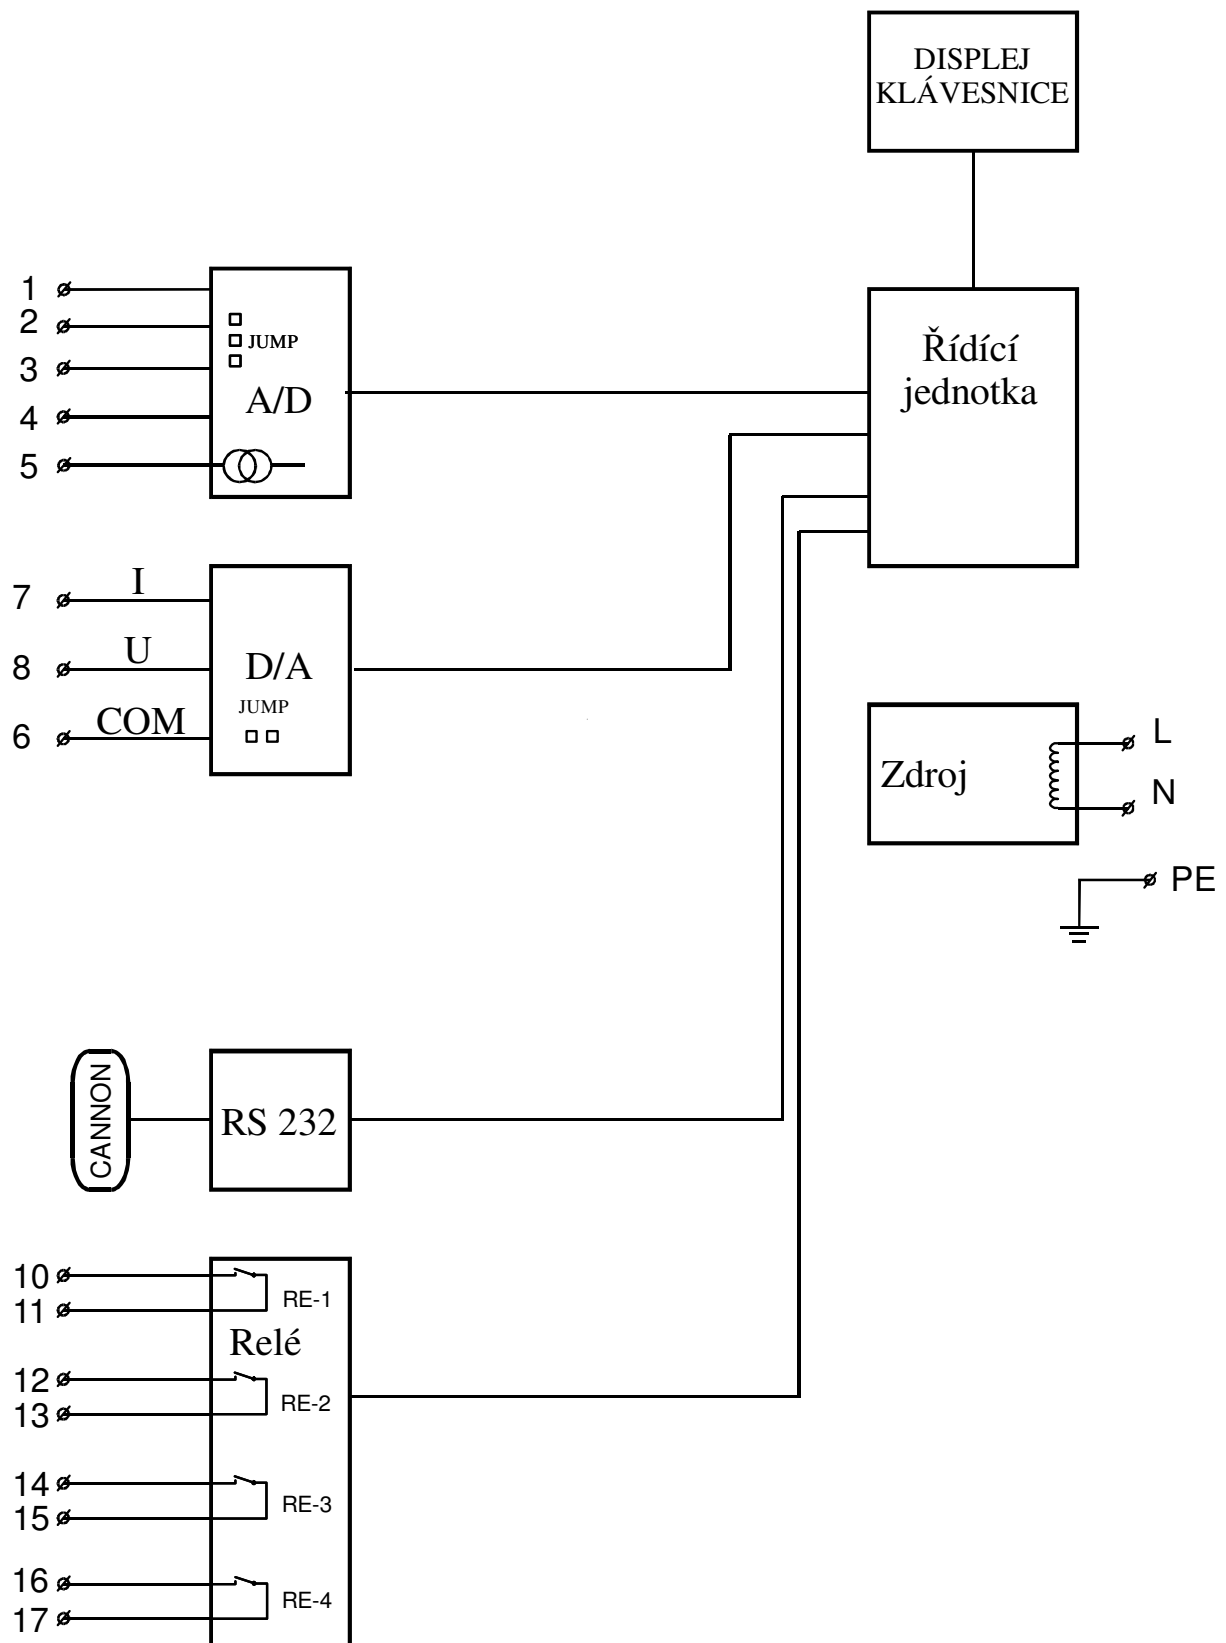 DISPLEJ
KLÁVESNICE
1
2
3
4
5
JUMP
A/D
Řídící
jednotka
7
I
8
U
6
COM
D/A
JUMP
Zdroj
L
N
PE
CANNON
RS 232
10
11
RE-1
Relé
12
13
RE-2
14
15
RE-3
16
17
RE-4